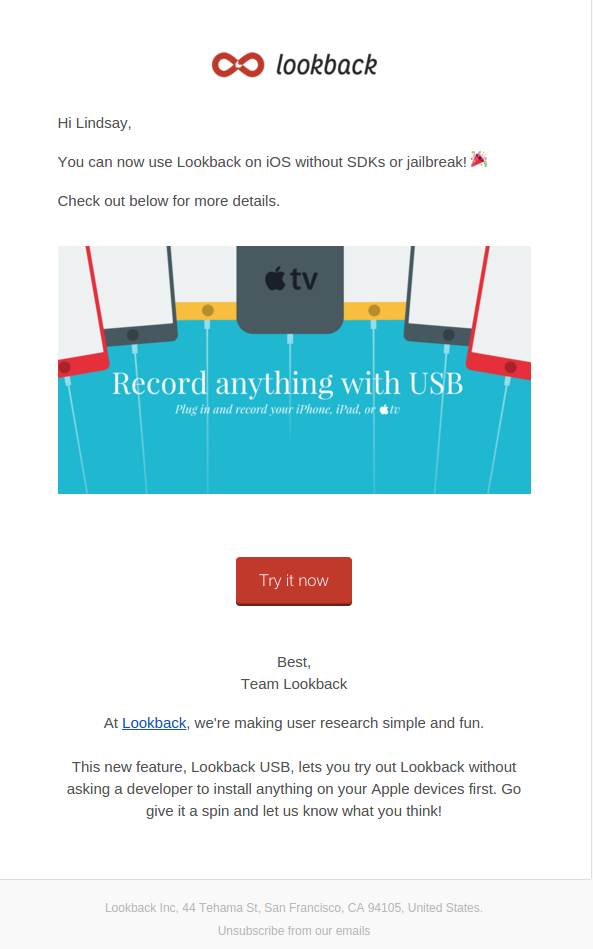 lookback
Hi Lindsay,
You can now use Lookback on iOS without SDKs or jailbreak! 🎉
Check out below for more details.
tv
Record anything with USB
Plug in and record your iPhone, iPad, or tv
Try it now
Best,
Team Lookback
At Lookback, we're making user research simple and fun.
This new feature, Lookback USB, lets you try out Lookback without
asking a developer to install anything on your Apple devices first. Go
give it a spin and let us know what you think!
Lookback Inc, 44 Tehama St, San Francisco, CA 94105, United States.
Unsubscribe from our emails